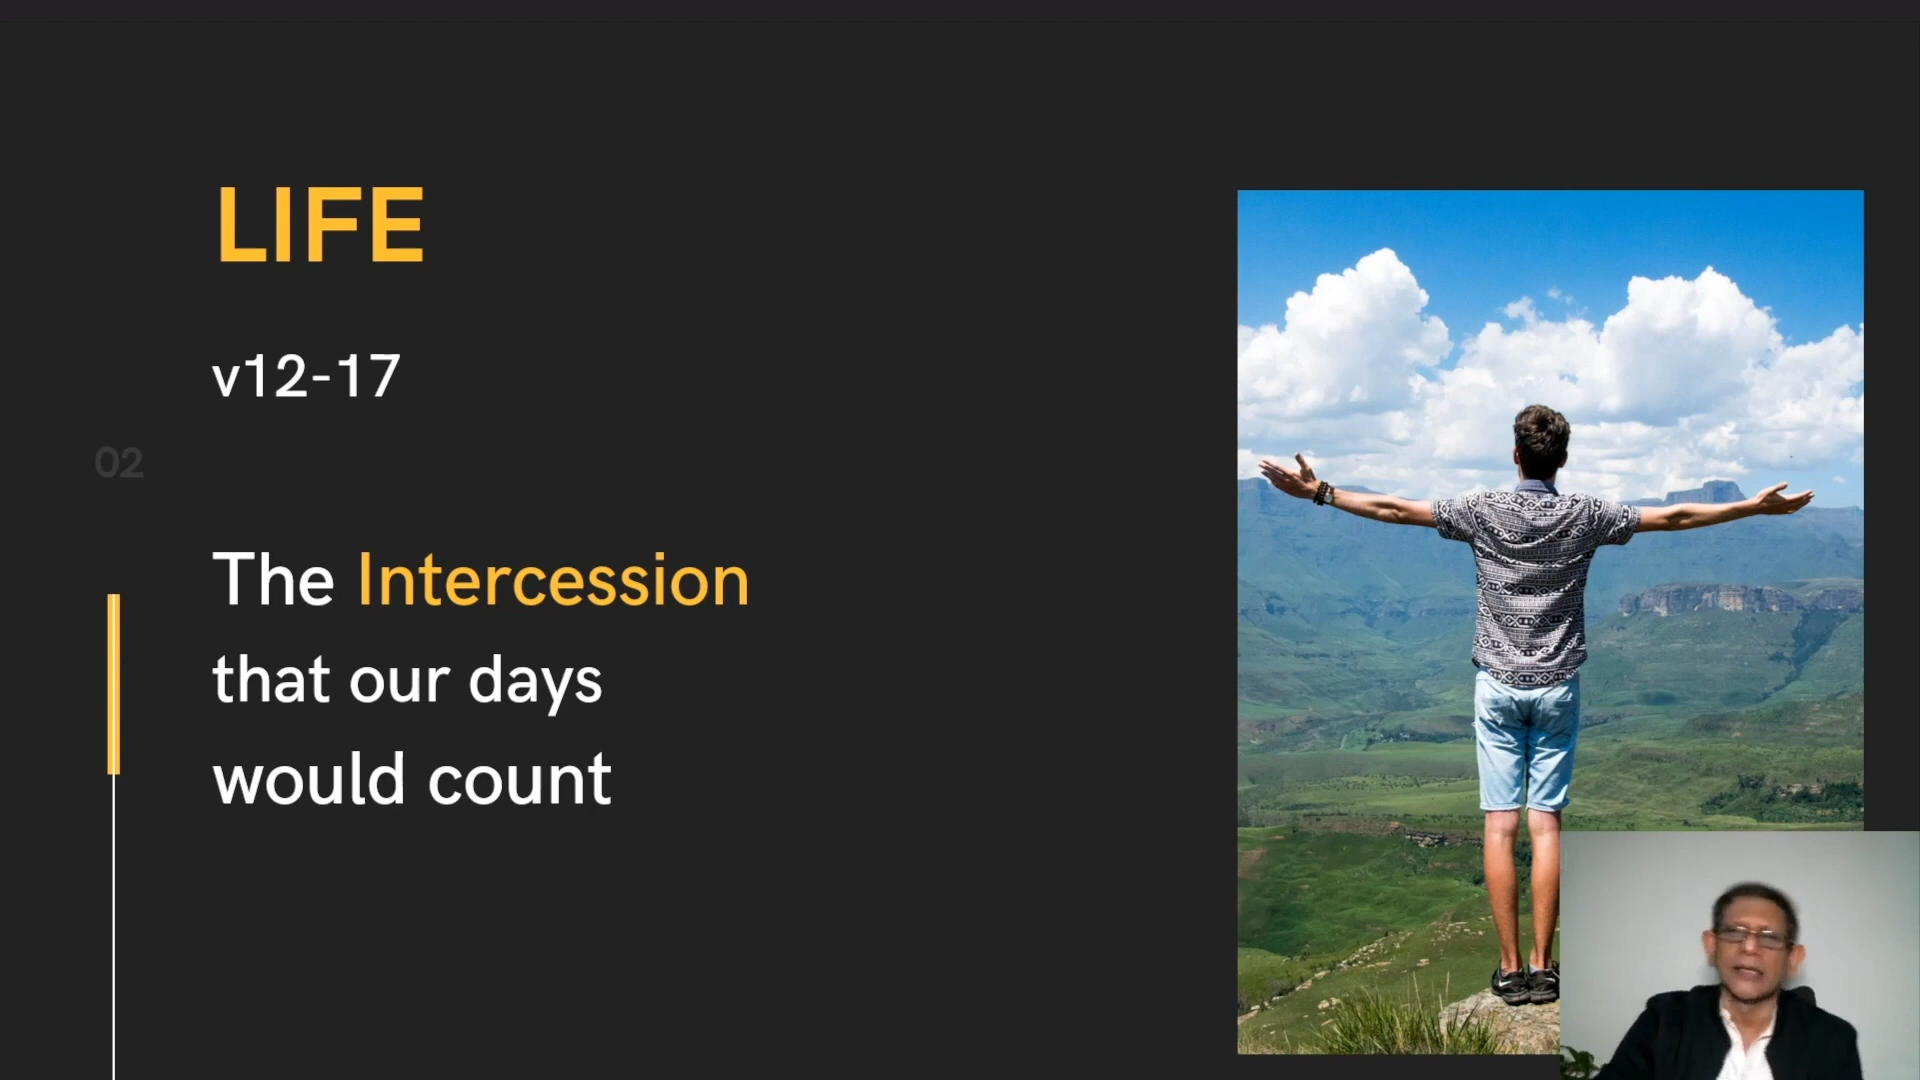 LIFE
v12-17
02
The Intercession
that our days
would count